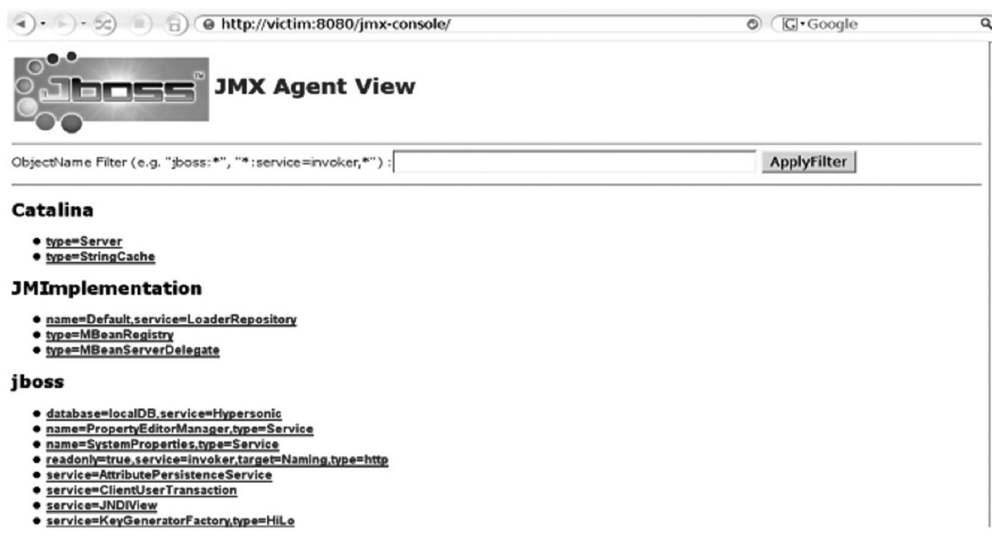 http://victim:8080/jmx-console/
G Google
JBoss™
JMX Agent View
ObjectName Filter (e.g. "jboss:*", "*:service=invoker,*") :
ApplyFilter
Catalina
type=Server
type=StringCache
JMImplementation
name=Default,service=LoaderRepository
type=MBeanRegistry
type=MBeanServerDelegate
jboss
database=localDB,service=Hypersonic
name=PropertyEditorManager,type=Service
name=SystemProperties,type=Service
readonly=true,service=invoker,target=Naming,type=http
service=AttributePersistenceService
service=ClientUserTransaction
service=JNDIView
service=KeyGeneratorFactory,type=HiLo